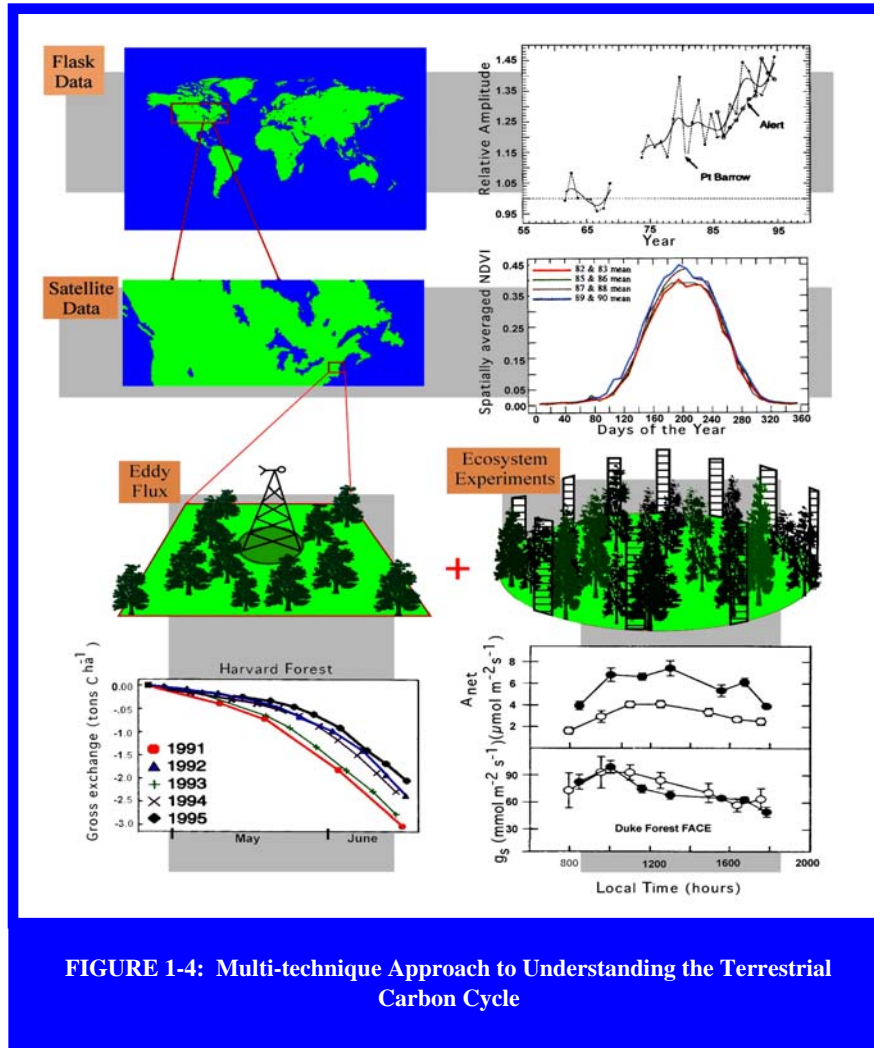 Flask
Data
Relative Amplitude
1.45
1.35
1.25
1.15
1.05
0.95
Alert
Pt Barrow
55 65 75 85 95
Year
Satellite
Data
Spatially averaged NDVI
0.45
0.35
0.25
0.15
0.05
0.00
82 & 83 mean
85 & 86 mean
87 & 88 mean
89 & 90 mean
0 40 80 120 160 200 240 280 320 360
Days of the Year
Eddy
Flux
Ecosystem
Experiments
+
Harvard Forest
Gross exchange (tons C ha⁻¹)
0.00
-.05
-1.0
-.05
-2.0
-2.5
-3.0
1991
1992
1993
1994
1995
May June
Anet
(µmol m⁻² s⁻¹)
8
6
4
2
gs (mmol m⁻² s⁻¹)
90
60
30
Duke Forest FACE
800 1200 1600 2000
Local Time (hours)
FIGURE 1-4: Multi-technique Approach to Understanding the Terrestrial
Carbon Cycle